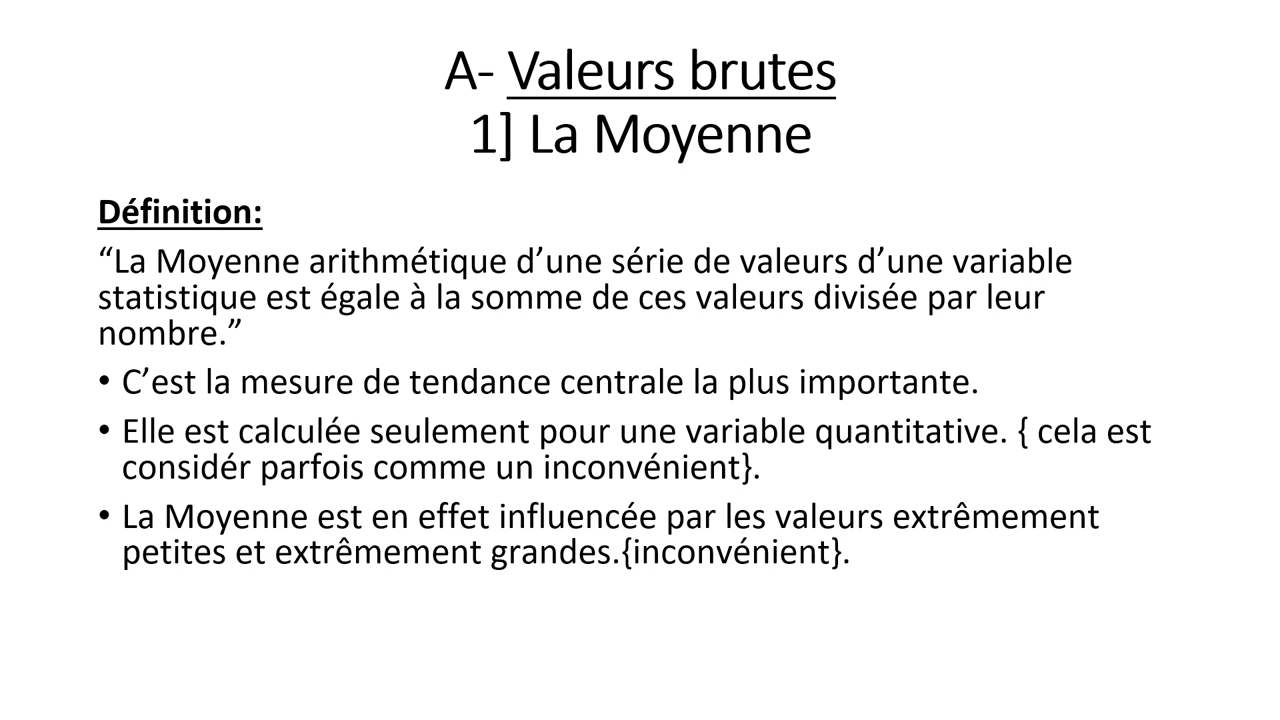 A- Valeurs brutes
1] La Moyenne
Définition:
“La Moyenne arithmétique d’une série de valeurs d’une variable
statistique est égale à la somme de ces valeurs divisée par leur
nombre.”
• C’est la mesure de tendance centrale la plus importante.
• Elle est calculée seulement pour une variable quantitative. { cela est
considér parfois comme un inconvénient}.
• La Moyenne est en effet influencée par les valeurs extrêmement
petites et extrêmement grandes.{inconvénient}.